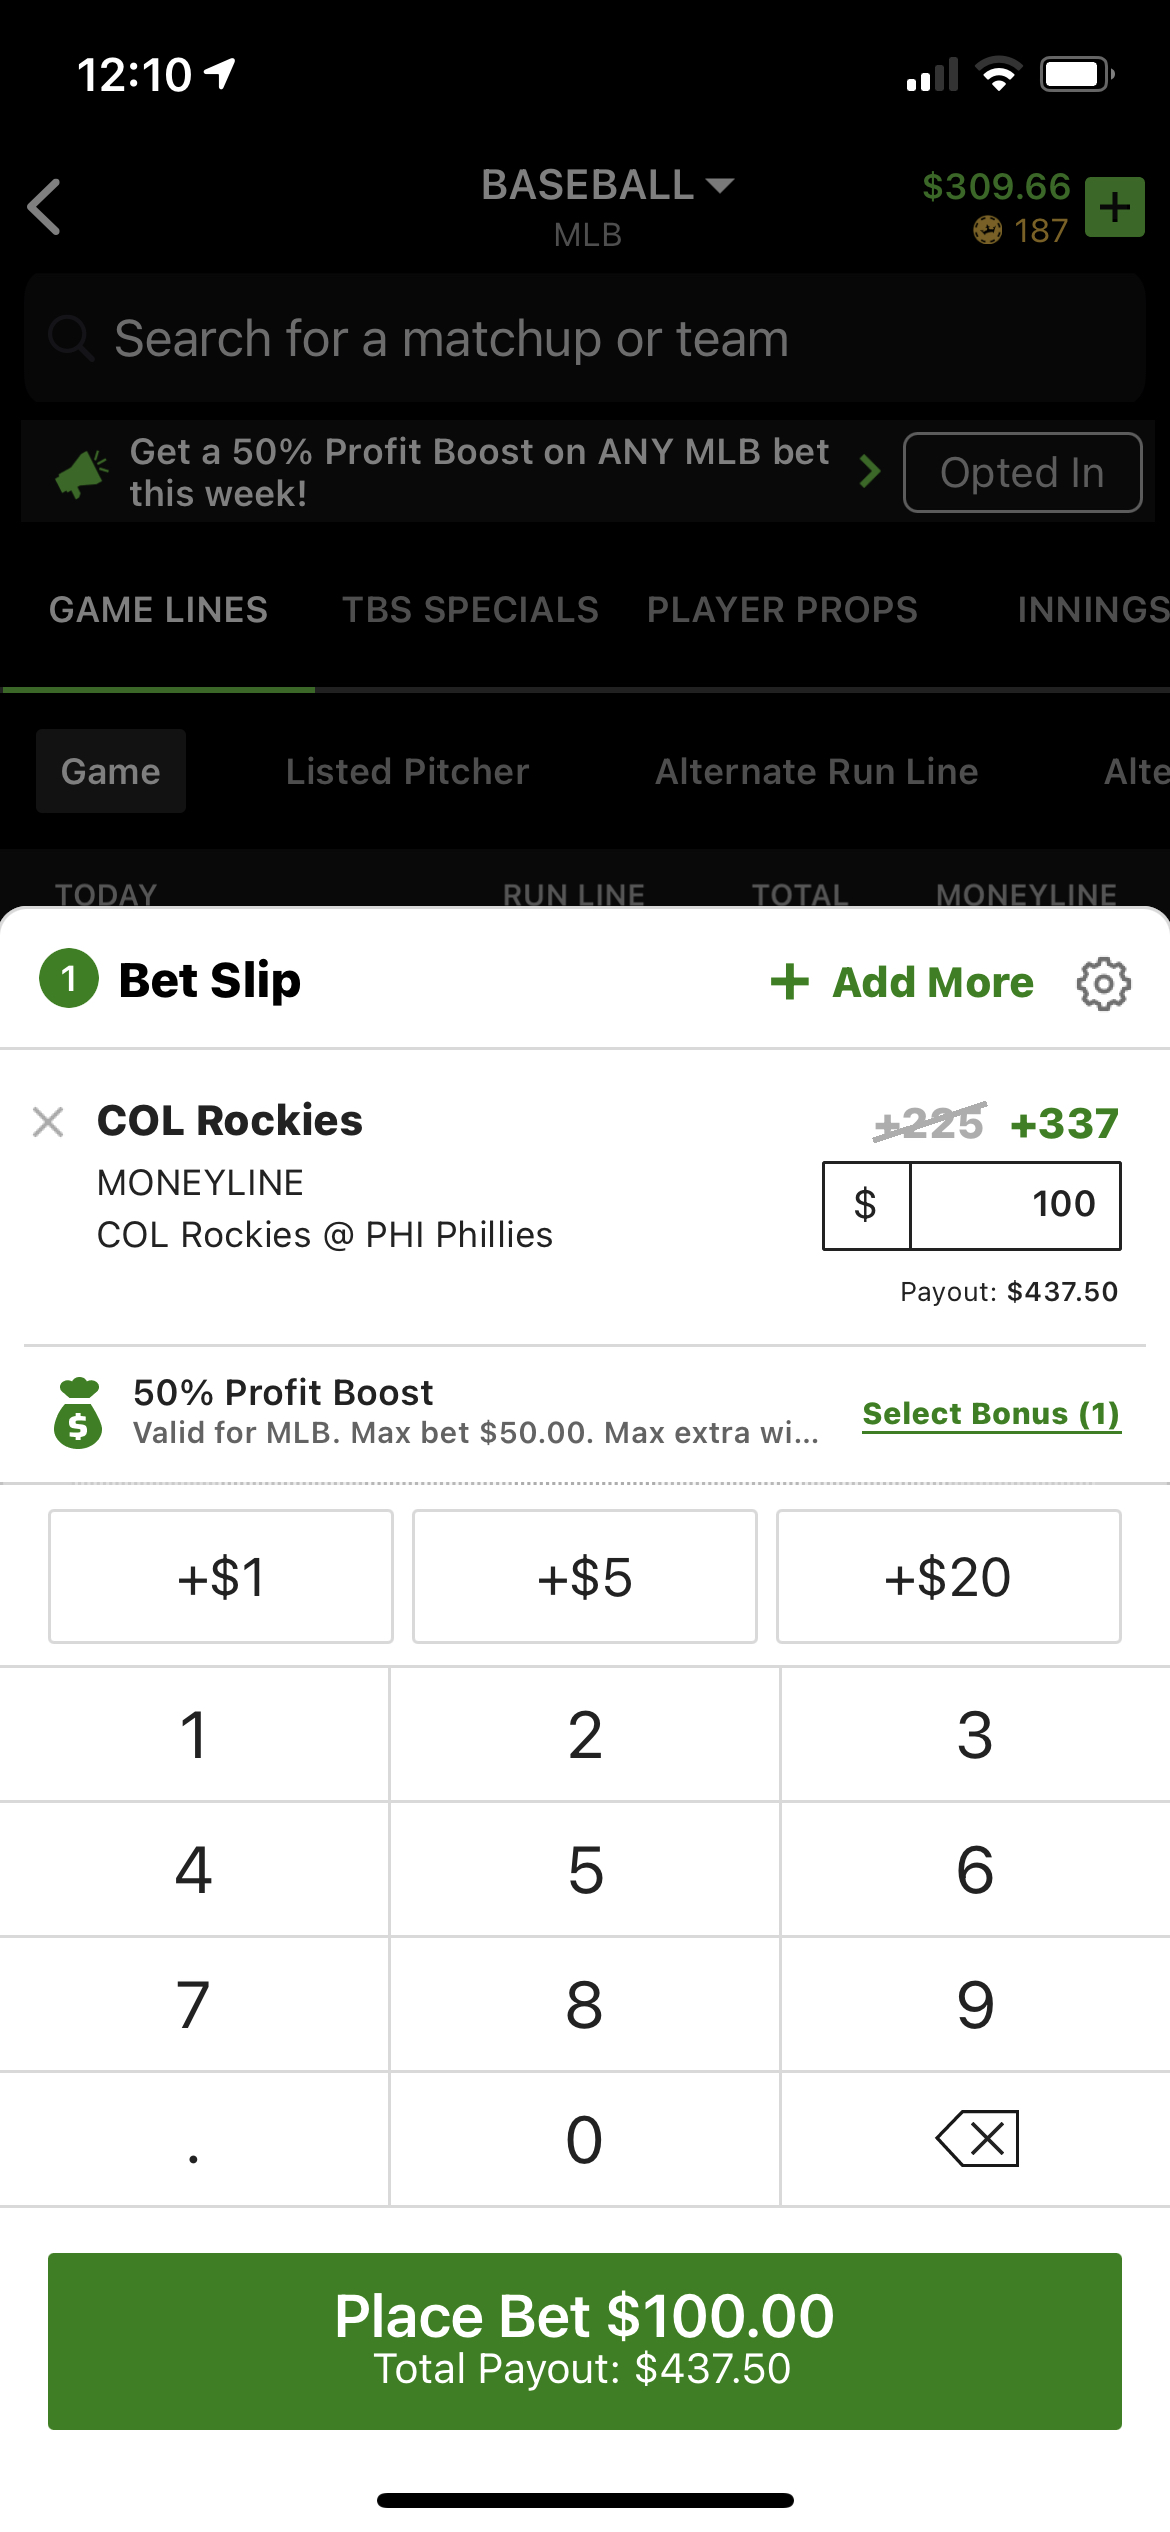 12:10
BASEBALL
MLB
$309.66
187
Search for a matchup or team
Get a 50% Profit Boost on ANY MLB bet
this week!
Opted In
GAME LINES TBS SPECIALS PLAYER PROPS INNINGS
Game Listed Pitcher Alternate Run Line Alte
TODAY RUN LINE TOTAL MONEYLINE
1 Bet Slip + Add More
COL Rockies +225 +337
MONEYLINE
$ 100
COL Rockies @ PHI Phillies
Payout: $437.50
50% Profit Boost
Valid for MLB. Max bet $50.00. Max extra wi...
Select Bonus (1)
+$1 +$5 +$20
1 2 3
4 5 6
7 8 9
. 0
Place Bet $100.00
Total Payout: $437.50